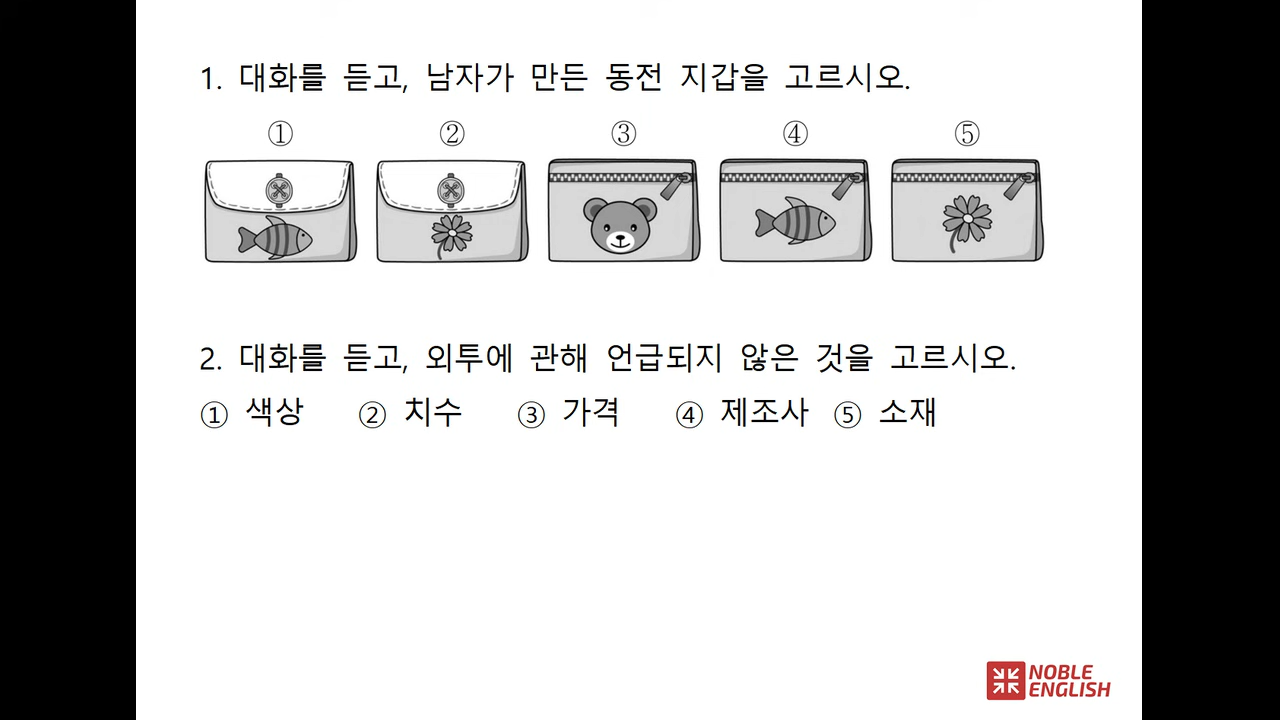 1. 대화를 듣고, 남자가 만든 동전 지갑을 고르시오.
① ② ③ ④ ⑤
2. 대화를 듣고, 외투에 관해 언급되지 않은 것을 고르시오.
① 색상 ② 치수 ③ 가격 ④ 제조사 ⑤ 소재
NOBLE
ENGLISH